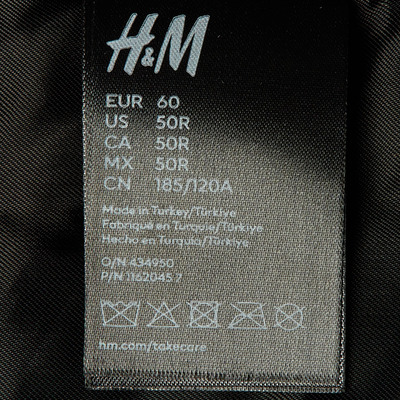 H&M
EUR 60
US 50R
CA 50R
MX 50R
CN 185/120A
Made in Turkey/Türkiye
Fabriqué en Turquie/Türkiye
Hecho en Turquía/Türkiye
O/N 434950
P/N 1162045 7
hm.com/takecare